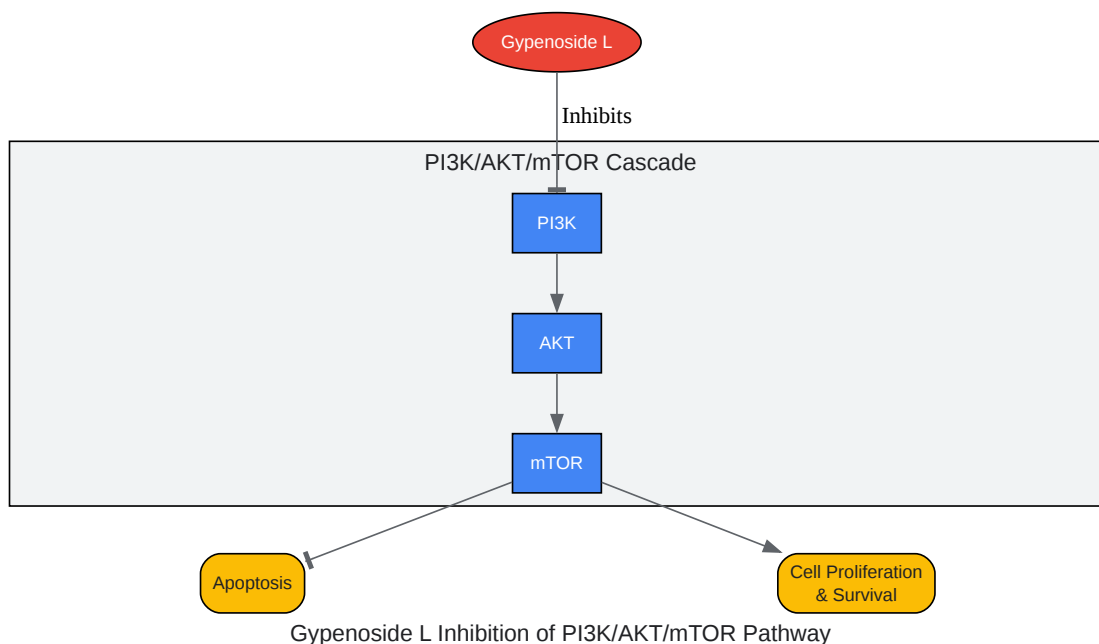 Gypenoside L
Inhibits
PI3K/AKT/mTOR Cascade
PI3K
AKT
mTOR
Apoptosis
Cell Proliferation
& Survival
Gypenoside L Inhibition of PI3K/AKT/mTOR Pathway